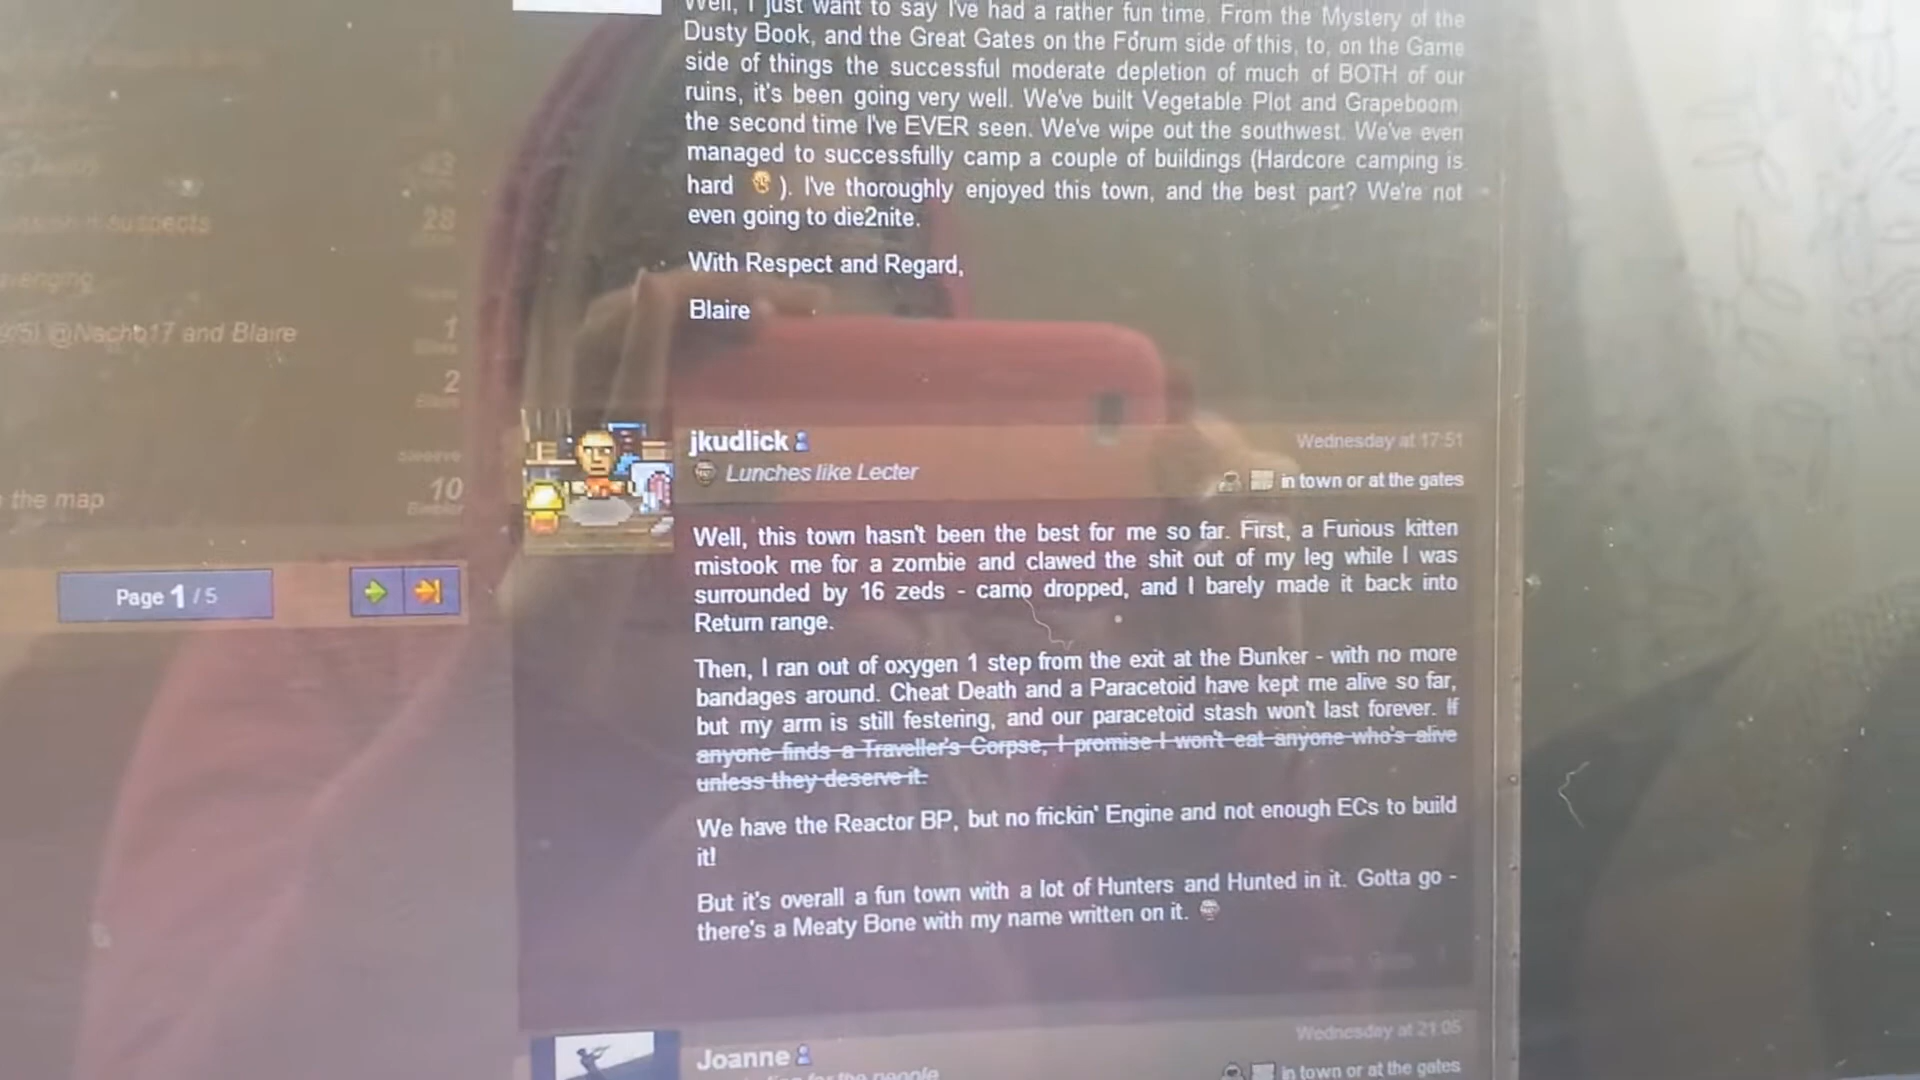 Well, I just want to say I've had a rather fun time. From the Mystery of the
Dusty Book, and the Great Gates on the Forum side of this, to, on the Game
side of things the successful moderate depletion of much of BOTH of our
ruins, it's been going very well. We've built Vegetable Plot and Grapeboom
the second time I've EVER seen. We've wipe out the southwest. We've even
managed to successfully camp a couple of buildings (Hardcore camping is
hard ). I've thoroughly enjoyed this town, and the best part? We're not
even going to die2nite.
With Respect and Regard,
Blaire
suspects
28
@Nacho17 and Blaire
1
2
the map
10
Page 1 / 5
jkudlick
Wednesday at 17:51
Lunches like Lecter
in town or at the gates
Well, this town hasn't been the best for me so far. First, a Furious kitten
mistook me for a zombie and clawed the shit out of my leg while I was
surrounded by 16 zeds - camo dropped, and I barely made it back into
Return range.
Then, I ran out of oxygen 1 step from the exit at the Bunker - with no more
bandages around. Cheat Death and a Paracetoid have kept me alive so far,
but my arm is still festering, and our paracetoid stash won't last forever. If
anyone finds a Traveller's Corpse, I promise I won't eat anyone who's alive
unless they deserve it.
We have the Reactor BP, but no frickin' Engine and not enough ECs to build
it!
But it's overall a fun town with a lot of Hunters and Hunted in it. Gotta go -
there's a Meaty Bone with my name written on it.
Wednesday at 21:05
Joanne
for the people
in town or at the gates